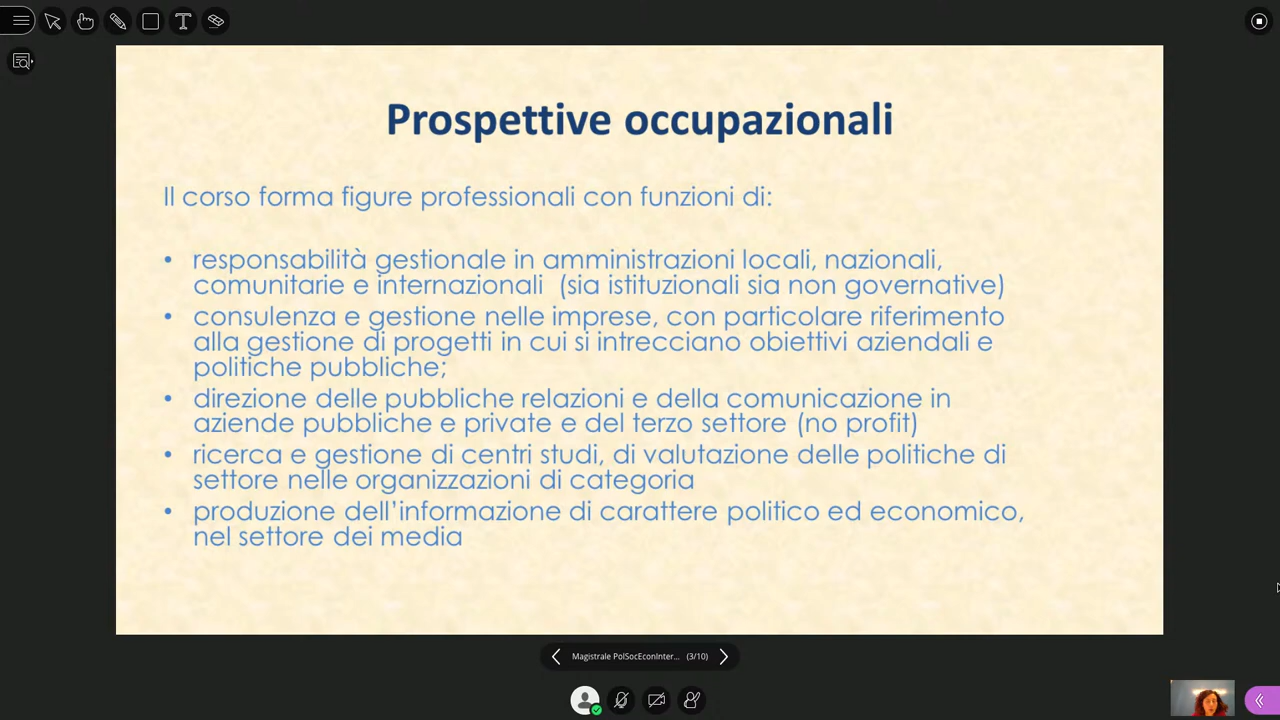 Prospettive occupazionali
Il corso forma figure professionali con funzioni di:
• responsabilità gestionale in amministrazioni locali, nazionali,
comunitarie e internazionali (sia istituzionali sia non governative)
• consulenza e gestione nelle imprese, con particolare riferimento
alla gestione di progetti in cui si intrecciano obiettivi aziendali e
politiche pubbliche;
• direzione delle pubbliche relazioni e della comunicazione in
aziende pubbliche e private e del terzo settore (no profit)
• ricerca e gestione di centri studi, di valutazione delle politiche di
settore nelle organizzazioni di categoria
• produzione dell'informazione di carattere politico ed economico,
nel settore dei media
Magistrale PolSocEconInter... (3/10)